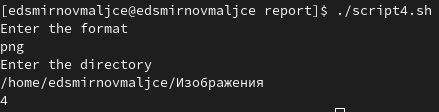 [edsmirnovmaljce@edsmirnovmaljce report]$ ./script4.sh
Enter the format
png
Enter the directory
/home/edsmirnovmaljce/Изображения
4